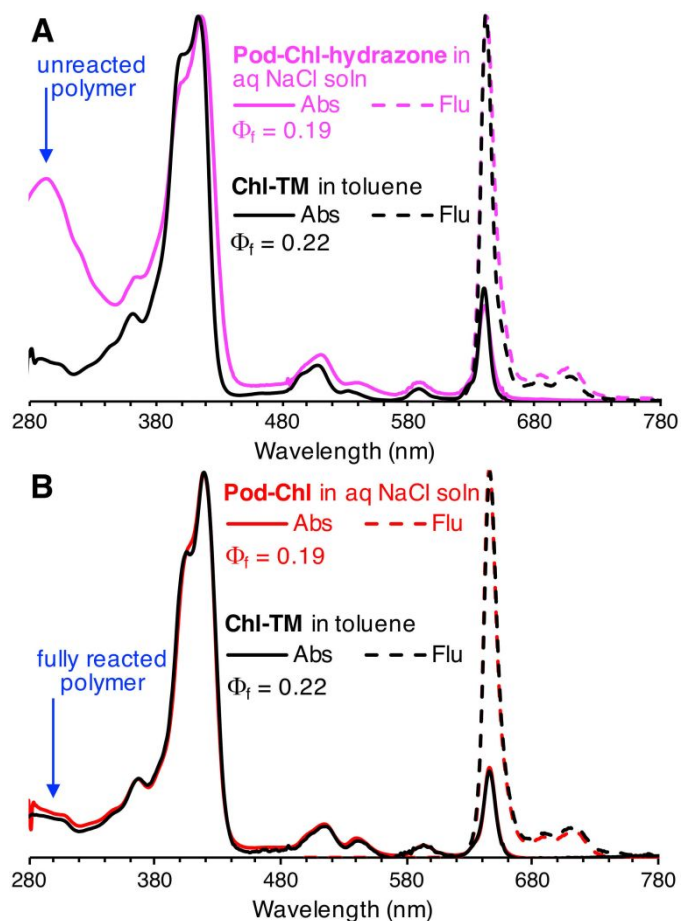 A
Pod-Chl-hydrazone in
aq NaCl soln
Abs Flu
Φf = 0.19
unreacted
polymer
Chl-TM in toluene
Abs Flu
Φf = 0.22
280 380 480 580 680 780
Wavelength (nm)
B
Pod-Chl in aq NaCl soln
Abs Flu
Φf = 0.19
Chl-TM in toluene
Abs Flu
Φf = 0.22
fully reacted
polymer
280 380 480 580 680 780
Wavelength (nm)